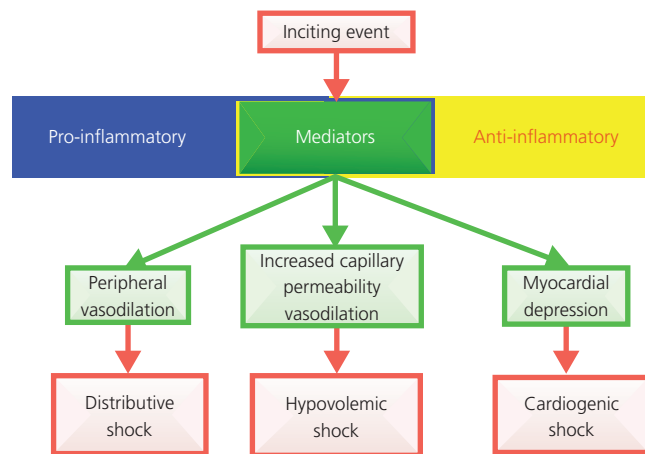 Inciting event
Pro-inflammatory
Mediators
Anti-inflammatory
Peripheral
vasodilation
Increased capillary
permeability
vasodilation
Myocardial
depression
Distributive
shock
Hypovolemic
shock
Cardiogenic
shock